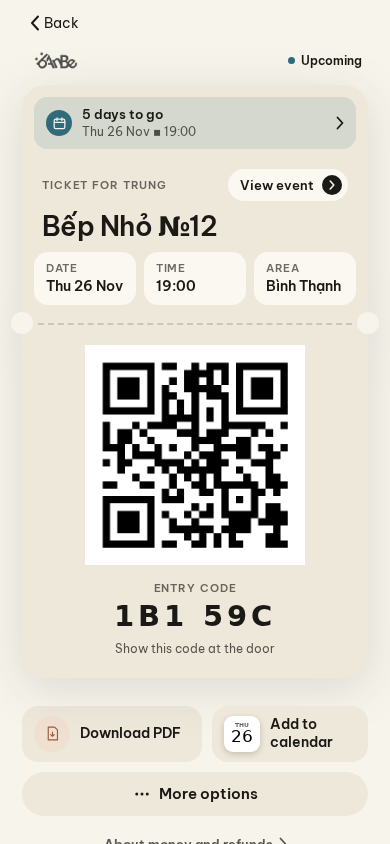 Back
ơAnBe
Upcoming
5 days to go
Thu 26 Nov ■ 19:00
TICKET FOR TRUNG
View event
Bếp Nhỏ №12
DATE
Thu 26 Nov
TIME
19:00
AREA
Bình Thạnh
ENTRY CODE
1B1 59C
Show this code at the door
Download PDF
THU
26
Add to
calendar
More options
About money and refunds